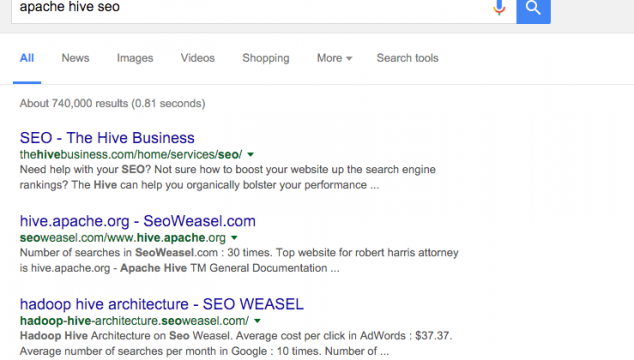 apache hive seo
All News Images Videos Shopping More Search tools
About 740,000 results (0.81 seconds)
SEO - The Hive Business
thehivebusiness.com/home/services/seo/
Need help with your SEO? Not sure how to boost your website up the search engine
rankings? The Hive can help you organically bolster your performance ...
hive.apache.org - SeoWeasel.com
seoweasel.com/www.hive.apache.org
Number of searches in SeoWeasel.com : 30 times. Top website for robert harris attorney
is hive.apache.org - Apache Hive TM General Documentation ...
hadoop hive architecture - SEO WEASEL
hadoop-hive-architecture.seoweasel.com/
Hadoop Hive Architecture on Seo Weasel. Average cost per click in AdWords : $37.37.
Average number of searches per month in Google : 10 times. Number of ...